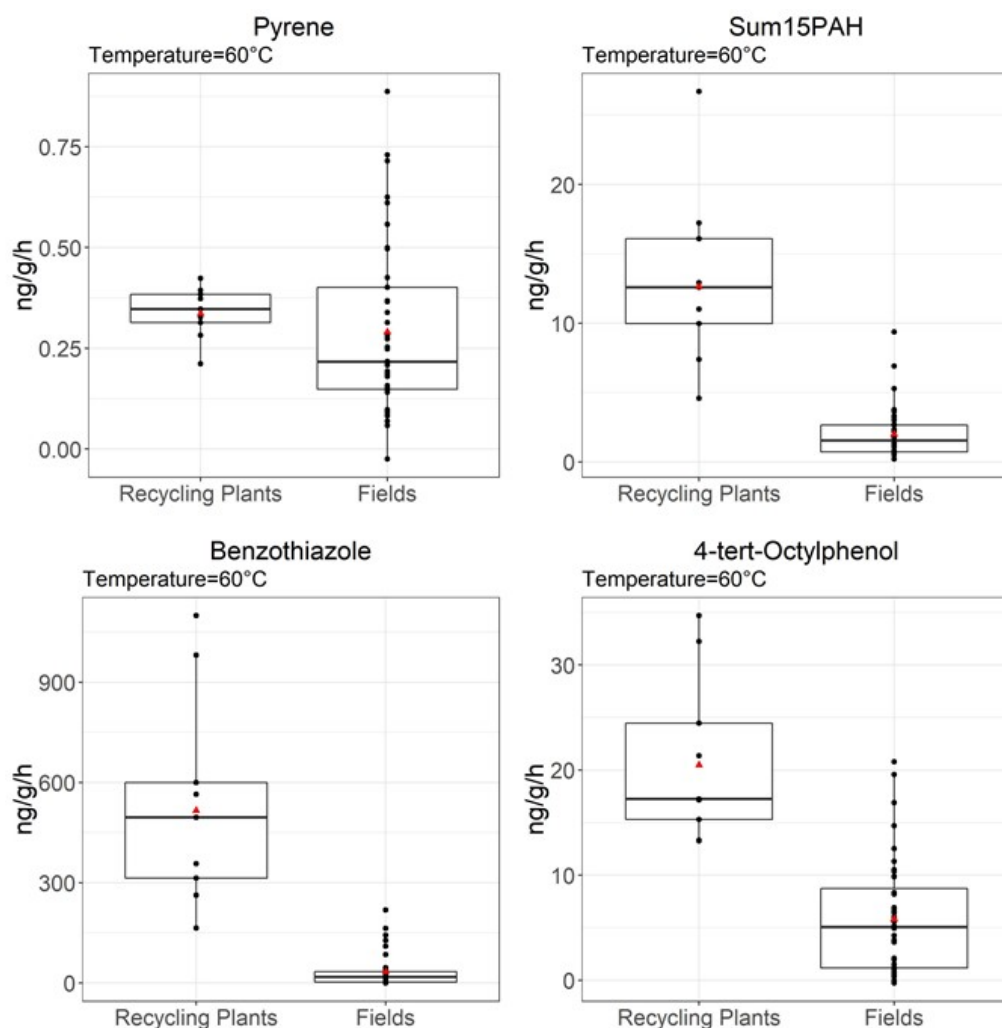 Pyrene
Temperature=60°C
ng/g/h
0.75
0.50
0.25
0.00
Recycling Plants Fields
Sum15PAH
Temperature=60°C
ng/g/h
20
10
0
Recycling Plants Fields
Benzothiazole
Temperature=60°C
ng/g/h
900
600
300
0
Recycling Plants Fields
4-tert-Octylphenol
Temperature=60°C
ng/g/h
30
20
10
0
Recycling Plants Fields